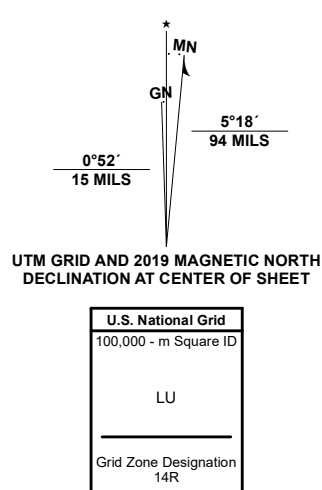 ★
MN
GN
5°18´
94 MILS
0°52´
15 MILS
UTM GRID AND 2019 MAGNETIC NORTH
DECLINATION AT CENTER OF SHEET
U.S. National Grid
100,000 - m Square ID
LU
Grid Zone Designation
14R